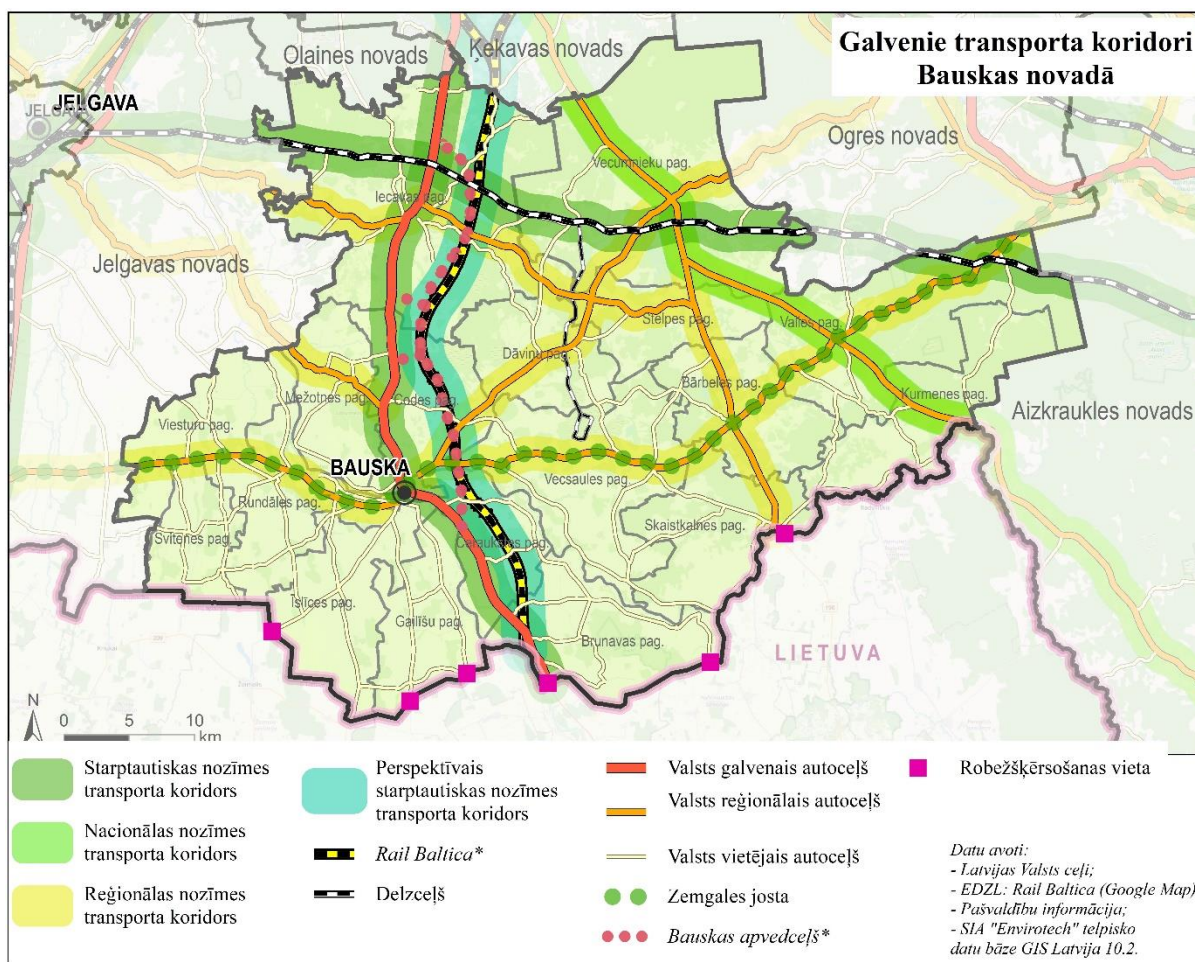 Galvenie transporta koridori
Bauskas novadā
Olaines novads
Ķekavas novads
JELGAVA
JELGAVA
Ogres novads
Vecumnieku pag.
Iecavas pag.
Jelgavas novads
Stelpes pag.
Valles pag.
Dāviņu pag.
Bārbeles pag.
Kurmenes pag.
Mežotnes pag.
Codes pag.
Aizkraukles novads
Viesturu pag.
BAUSKA
Rundāles pag.
Vecsaules pag.
Svitenes pag.
Skaistkalnes pag.
Ceraukstes pag.
Īslīces pag.
Gailīšu pag.
Brunavas pag.
LIETUVA
N
0 5 10
km
Starptautiskas nozīmes
transporta koridors
Nacionālas nozīmes
transporta koridors
Reģionālas nozīmes
transporta koridors
Perspektīvais
starptautiskas nozīmes
transporta koridors
Rail Baltica*
Delzceļš
Valsts galvenais autoceļš
Valsts reģionālais autoceļš
Valsts vietējais autoceļš
Zemgales josta
Bauskas apvedceļš*
Robežšķērsošanas vieta
Datu avoti:
- Latvijas Valsts ceļi;
- EDZL: Rail Baltica (Google Map)
- Pašvaldību informācija;
- SIA "Envirotech" telpisko
datu bāze GIS Latvija 10.2.